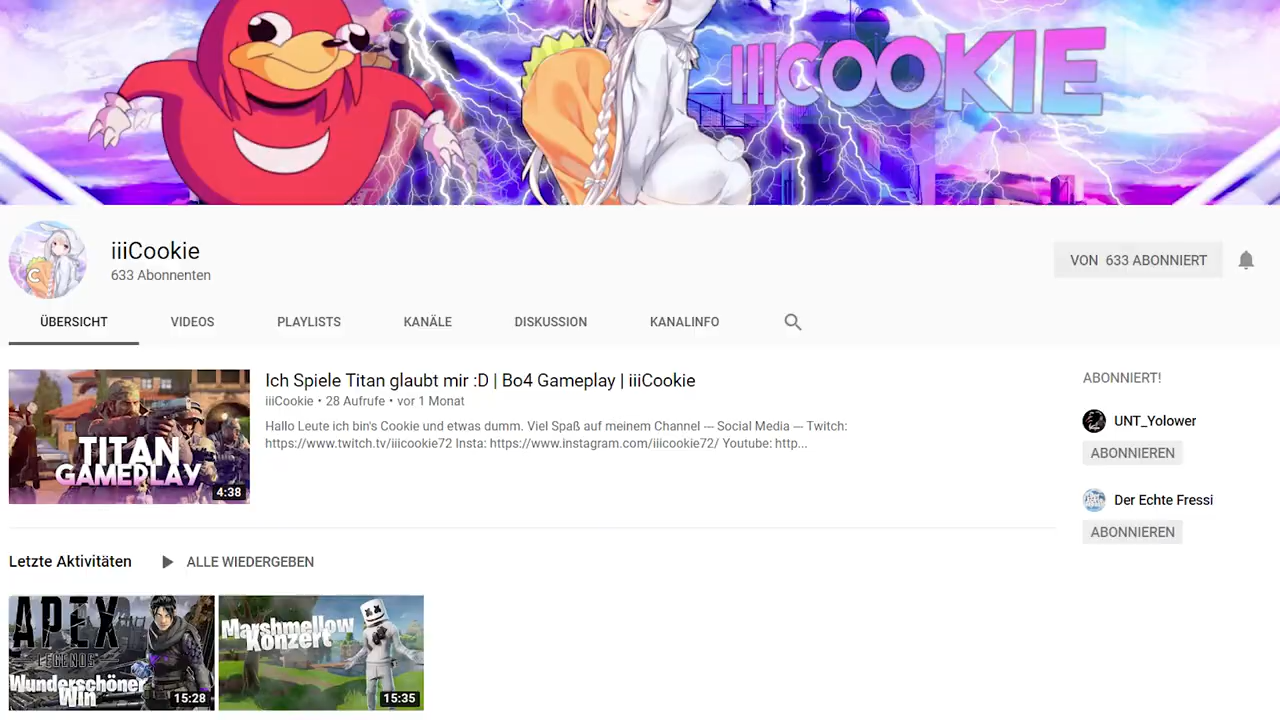 iiiCOOKIE
iiiCookie
633 Abonnenten
VON 633 ABONNIERT
ÜBERSICHT VIDEOS PLAYLISTS KANÄLE DISKUSSION KANALINFO
TITAN
GAMEPLAY
4:38
Ich Spiele Titan glaubt mir :D | Bo4 Gameplay | iiiCookie
iiiCookie • 28 Aufrufe • vor 1 Monat
Hallo Leute ich bin's Cookie und etwas dumm. Viel Spaß auf meinem Channel --- Social Media --- Twitch:
https://www.twitch.tv/iiicookie72 Insta: https://www.instagram.com/iiicookie72/ Youtube: http...
ABONNIERT!
UNT_Yolower
ABONNIEREN
Der Echte Fressi
ABONNIEREN
Letzte Aktivitäten ALLE WIEDERGEBEN
APEX
LEGENDS
Wunderschöner
Win
15:28
Marshmellow
Konzert
15:35
C